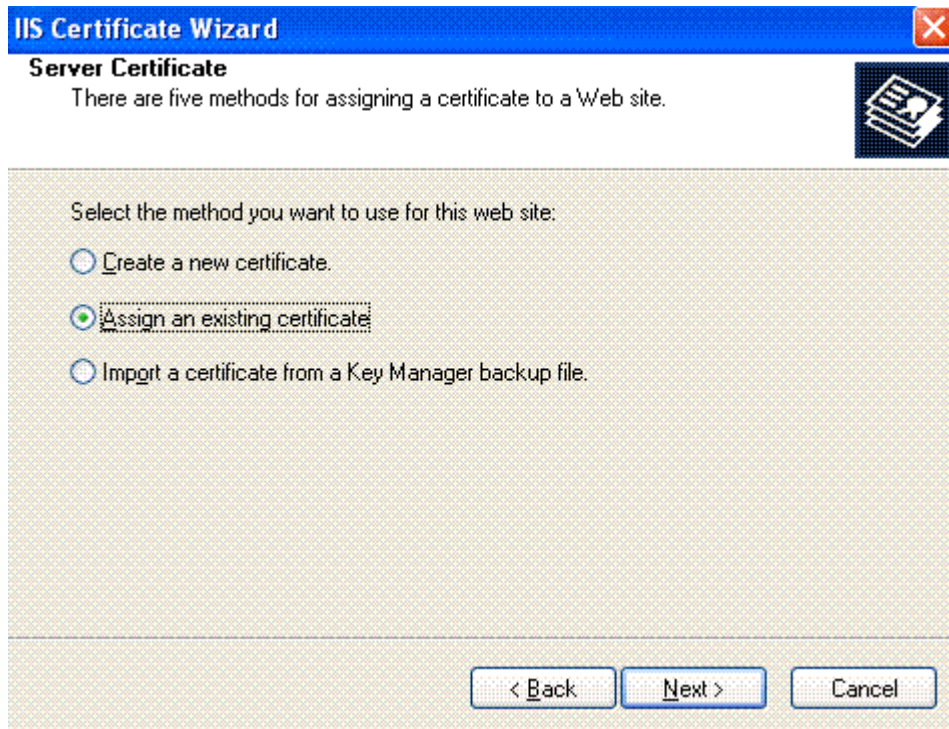 IIS Certificate Wizard
Server Certificate
There are five methods for assigning a certificate to a Web site.
Select the method you want to use for this web site:
Create a new certificate.
Assign an existing certificate
Import a certificate from a Key Manager backup file.
< Back Next > Cancel